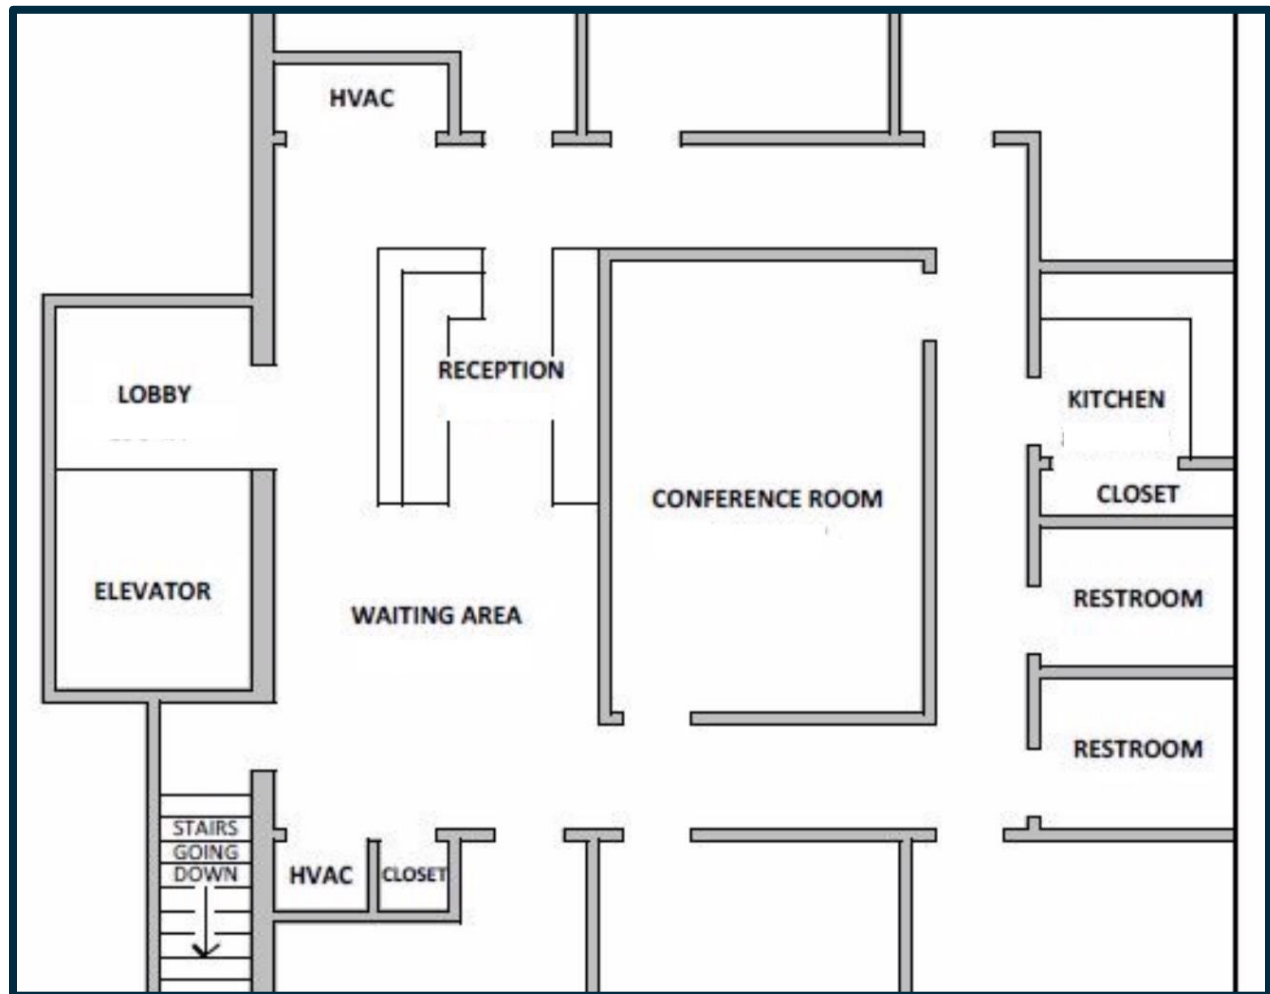 HVAC
LOBBY
RECEPTION
KITCHEN
CONFERENCE ROOM
CLOSET
ELEVATOR
WAITING AREA
RESTROOM
RESTROOM
STAIRS
GOING
DOWN
HVAC
CLOSET